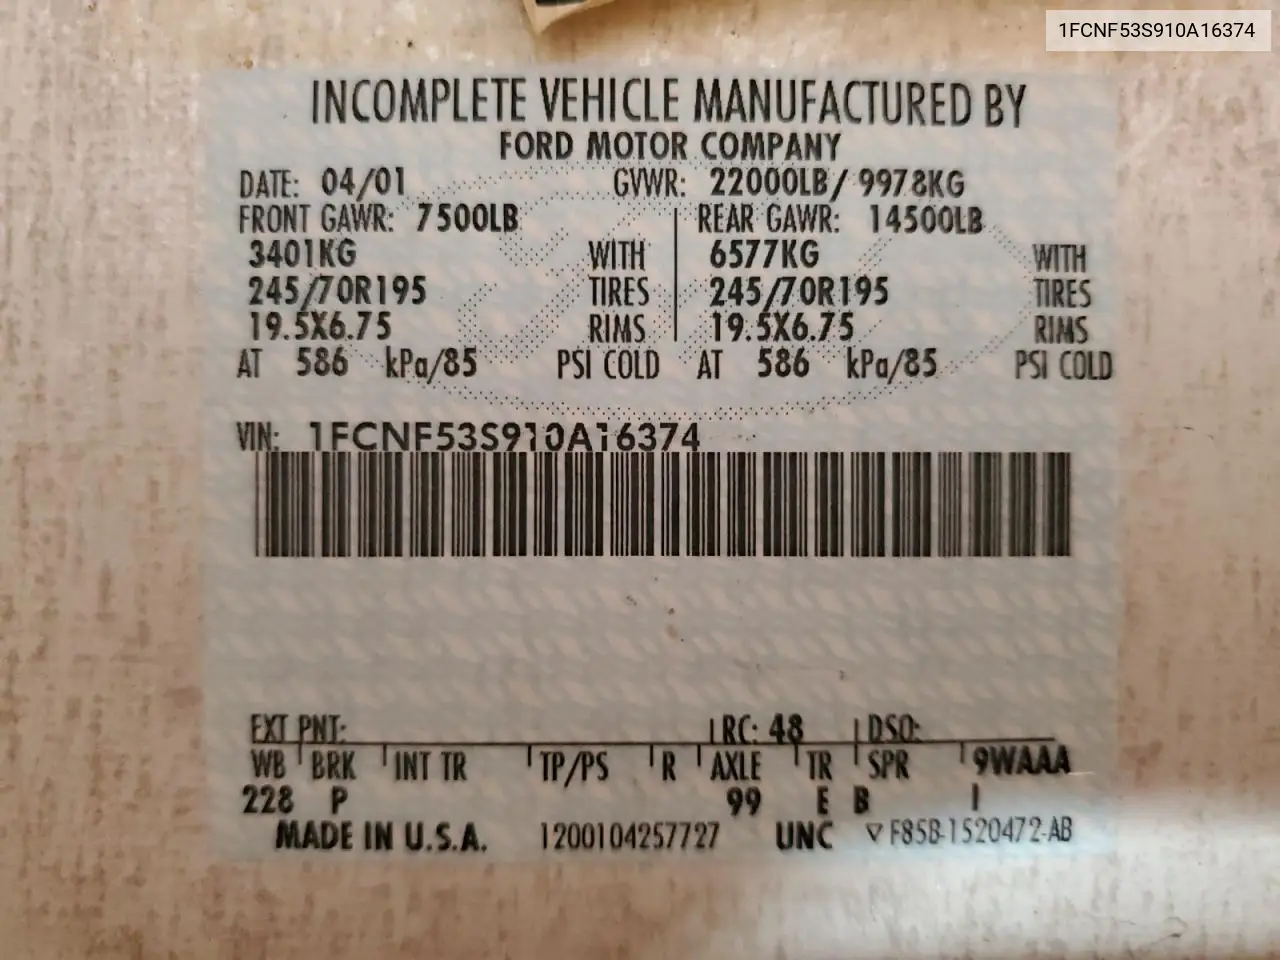 1FCNF53S910A16374
INCOMPLETE VEHICLE MANUFACTURED BY
FORD MOTOR COMPANY
DATE: 04/01 GVWR: 22000LB/ 9978KG
FRONT GAWR: 7500LB REAR GAWR: 14500LB
3401KG WITH 6577KG WITH
245/70R195 TIRES 245/70R195 TIRES
19.5X6.75 RIMS 19.5X6.75 RIMS
AT 586 kPa/85 PSI COLD AT 586 kPa/85 PSI COLD
VIN: 1FCNF53S910A16374
EXT PNT: RC: 48 DSO:
WB BRK INT TR TP/PS R AXLE TR SPR 9WAAA
228 P 99 E B I
MADE IN U.S.A. 1200104257727 UNC ▽ F85B-1520472-AB